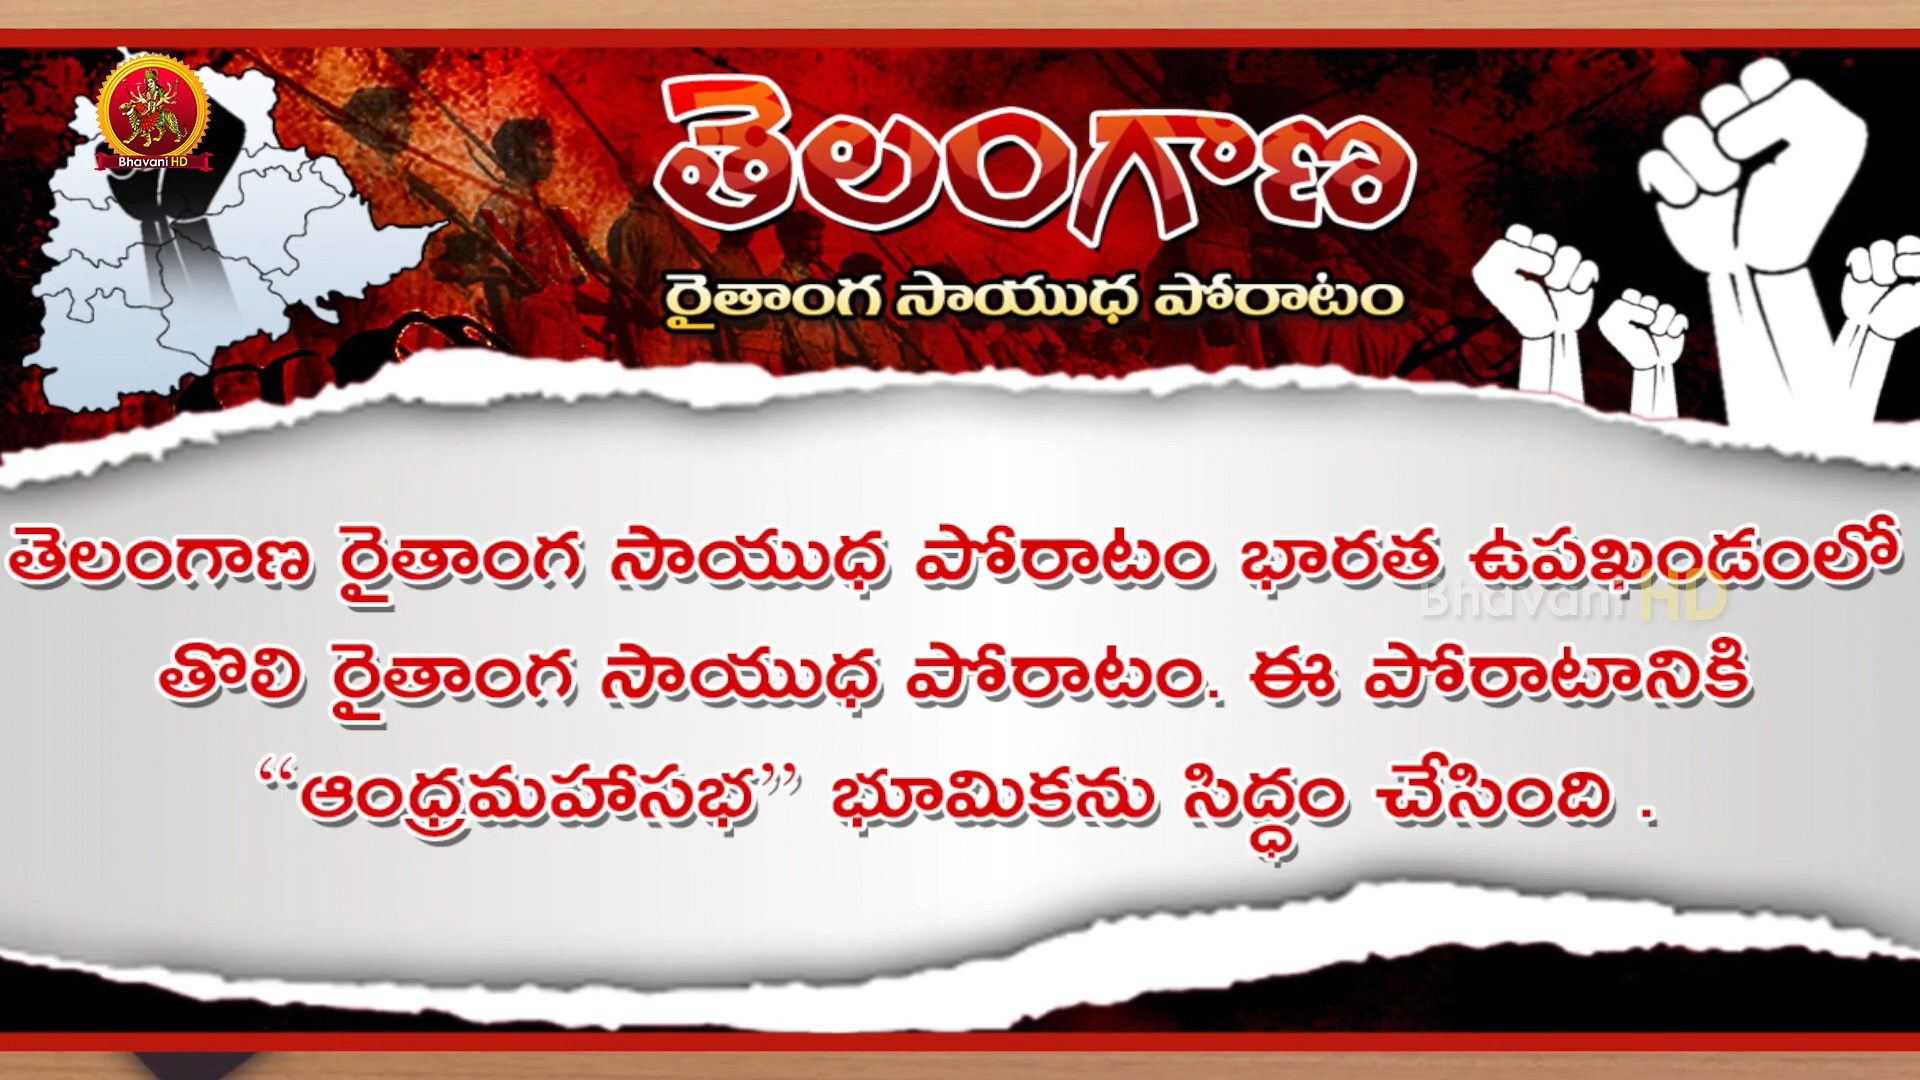 Bhavani HD
తెలంగాణ
రైతాంగ సాయుధ పోరాటం
తెలంగాణ రైతాంగ సాయుధ పోరాటం భారత ఉపఖండంలో
తొలి రైతాంగ సాయుధ పోరాటం. ఈ పోరాటానికి
“ఆంధ్రమహాసభ” భూమికను సిద్ధం చేసింది .
Bhavani HD